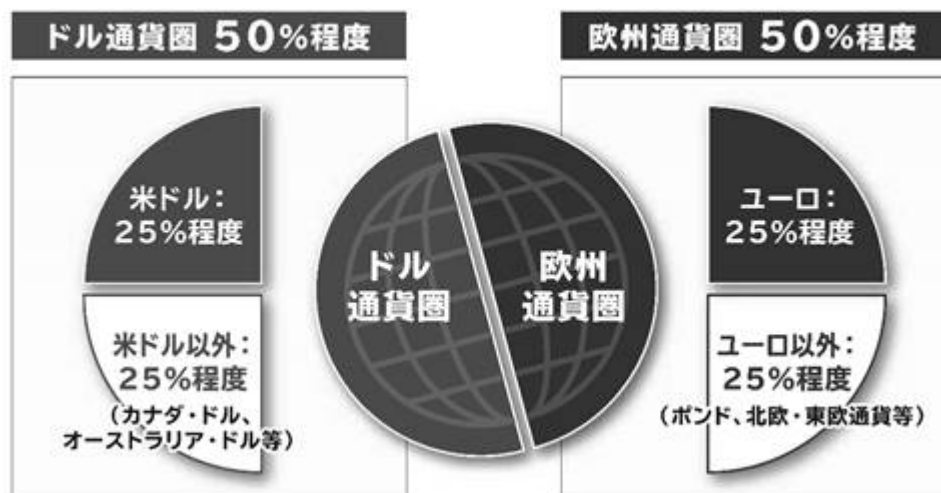 ドル通貨圏 50%程度
米ドル：
25%程度
米ドル以外：
25%程度
（カナダ・ドル、
オーストラリア・ドル等）
ドル
通貨圏
欧州
通貨圏
欧州通貨圏 50%程度
ユーロ：
25%程度
ユーロ以外：
25%程度
（ポンド、北欧・東欧通貨等）